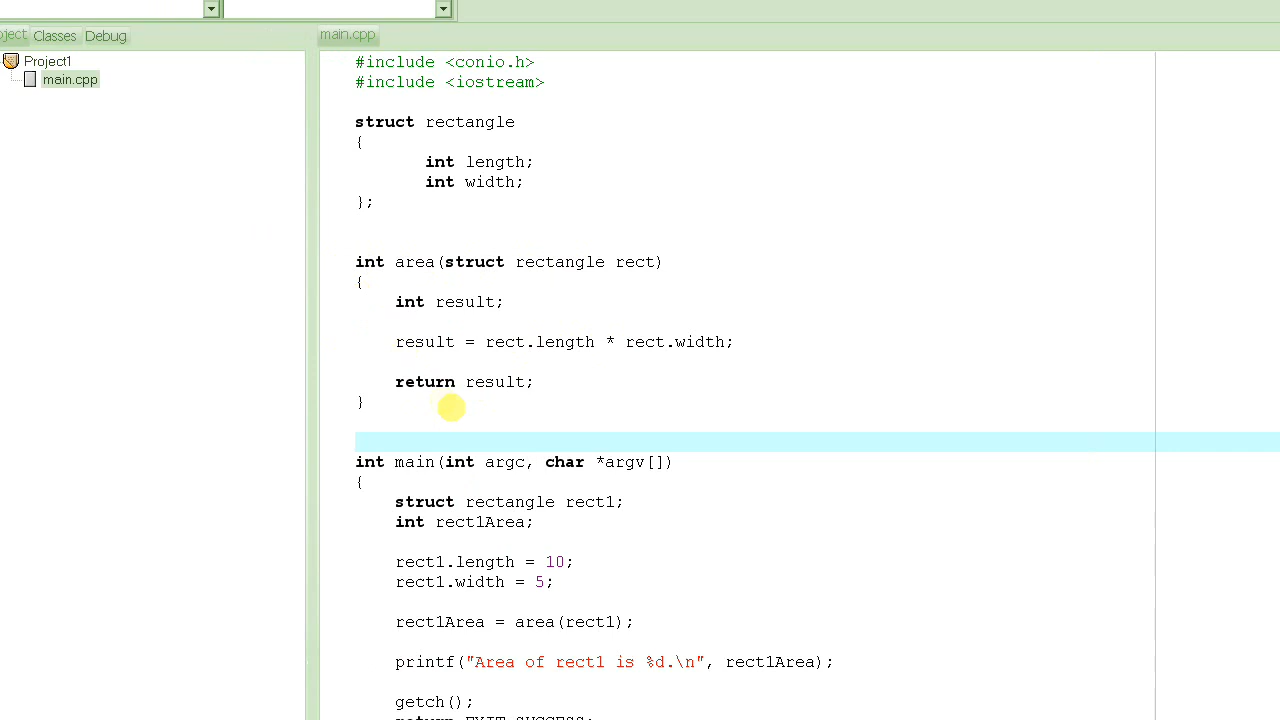 Classes Debug
main.cpp
Project1
main.cpp
#include <conio.h>
#include <iostream>
struct rectangle
{
int length;
int width;
};
int area(struct rectangle rect)
{
int result;
result = rect.length * rect.width;
return result;
}
int main(int argc, char *argv[])
{
struct rectangle rect1;
int rect1Area;
rect1.length = 10;
rect1.width = 5;
rect1Area = area(rect1);
printf("Area of rect1 is %d.\n", rect1Area);
getch();
return EXIT_SUCCESS;